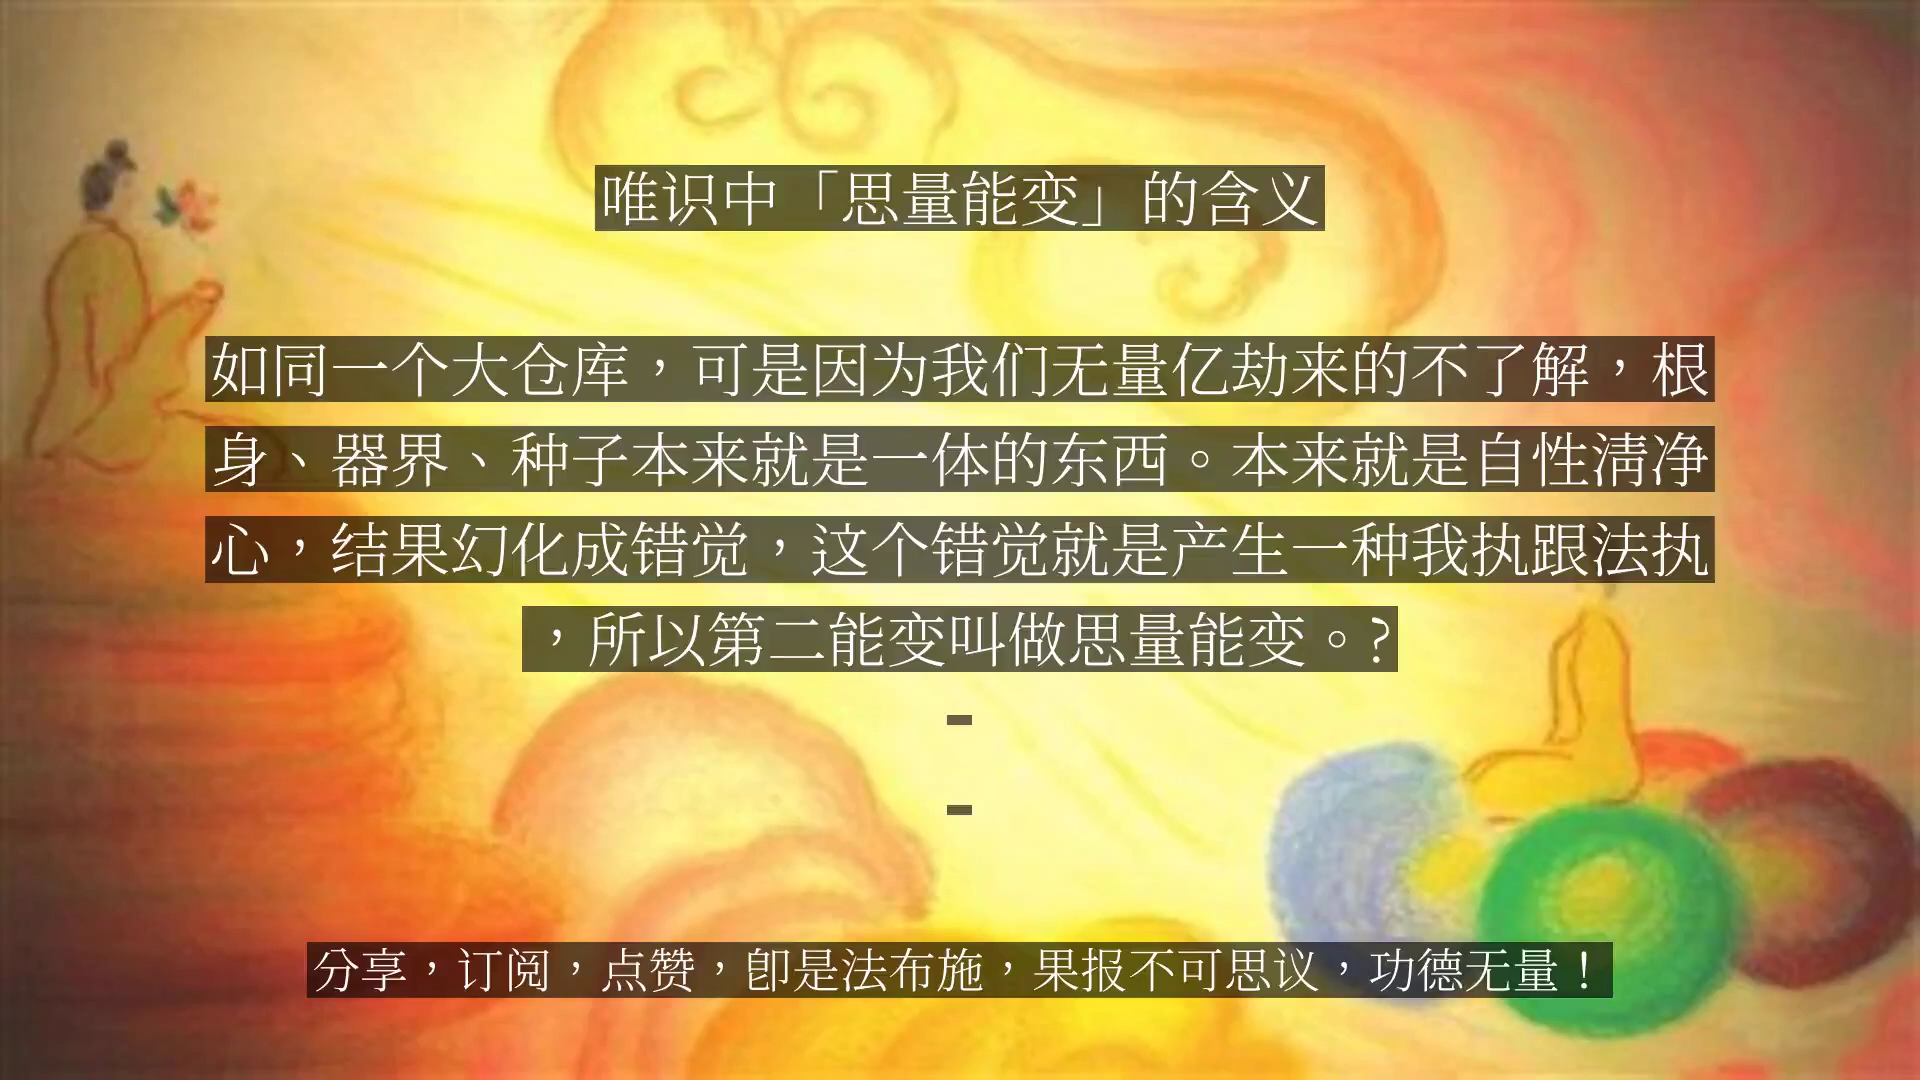 唯识中「思量能变」的含义
如同一个大仓库，可是因为我们无量亿劫来的不了解，根
身、器界、种子本来就是一体的东西。本来就是自性清净
心，结果幻化成错觉，这个错觉就是产生一种我执跟法执
，所以第二能变叫做思量能变。?
-
-
分享，订阅，点赞，即是法布施，果报不可思议，功德无量！